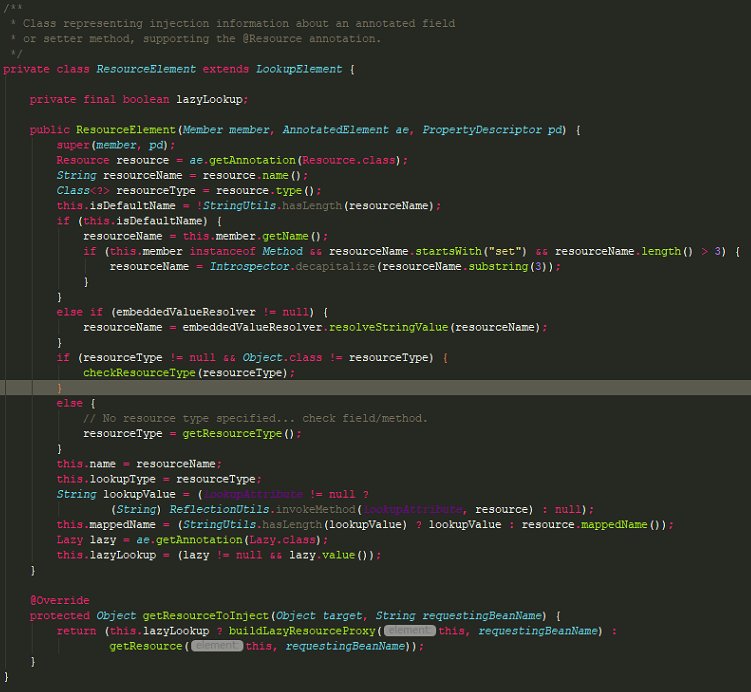 /**
 * Class representing injection information about an annotated field
 * or setter method, supporting the @Resource annotation.
 */
private class ResourceElement extends LookupElement {
private final boolean lazyLookup;
public ResourceElement(Member member, AnnotatedElement ae, PropertyDescriptor pd) {
super(member, pd);
Resource resource = ae.getAnnotation(Resource.class);
String resourceName = resource.name();
Class<?> resourceType = resource.type();
this.isDefaultName = !StringUtils.hasLength(resourceName);
if (this.isDefaultName) {
resourceName = this.member.getName();
if (this.member instanceof Method && resourceName.startsWith("set") && resourceName.length() > 3) {
resourceName = Introspector.decapitalize(resourceName.substring(3));
}
}
else if (embeddedValueResolver != null) {
resourceName = embeddedValueResolver.resolveStringValue(resourceName);
}
if (resourceType != null && Object.class != resourceType) {
checkResourceType(resourceType);
}
else {
// No resource type specified... check field/method.
resourceType = getResourceType();
}
this.name = resourceName;
this.lookupType = resourceType;
String lookupValue = (lookupAttribute != null ?
(String) ReflectionUtils.invokeMethod(lookupAttribute, resource) : null);
this.mappedName = (StringUtils.hasLength(lookupValue) ? lookupValue : resource.mappedName());
Lazy lazy = ae.getAnnotation(Lazy.class);
this.lazyLookup = (lazy != null && lazy.value());
}
@Override
protected Object getResourceToInject(Object target, String requestingBeanName) {
return (this.lazyLookup ? buildLazyResourceProxy( element: this, requestingBeanName) :
getResource( element: this, requestingBeanName));
}
}